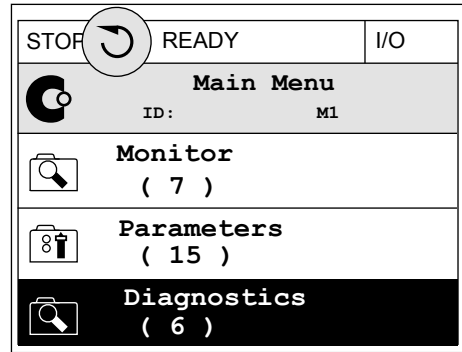 STOP READY I/O
Main Menu
ID: M1
Monitor
( 7 )
Parameters
( 15 )
Diagnostics
( 6 )